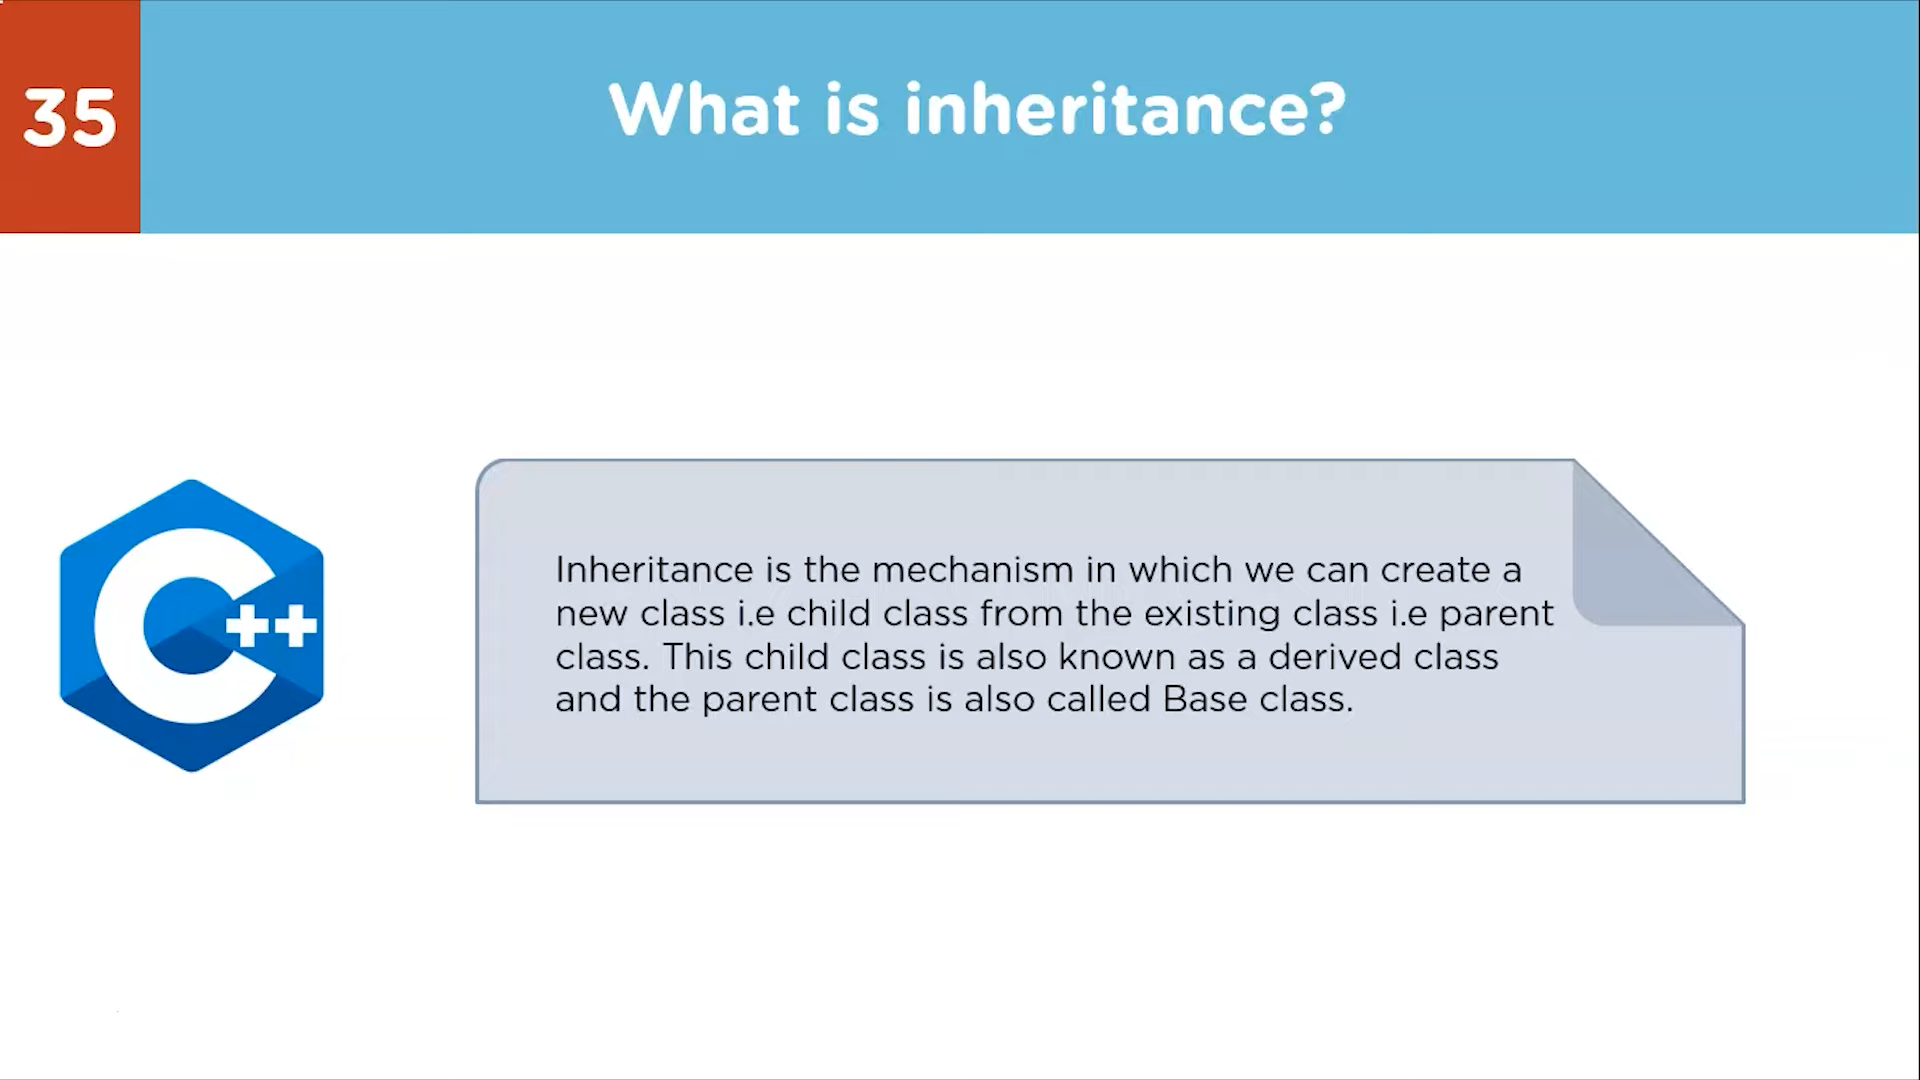 35
What is inheritance?
C++
Inheritance is the mechanism in which we can create a
new class i.e child class from the existing class i.e parent
class. This child class is also known as a derived class
and the parent class is also called Base class.